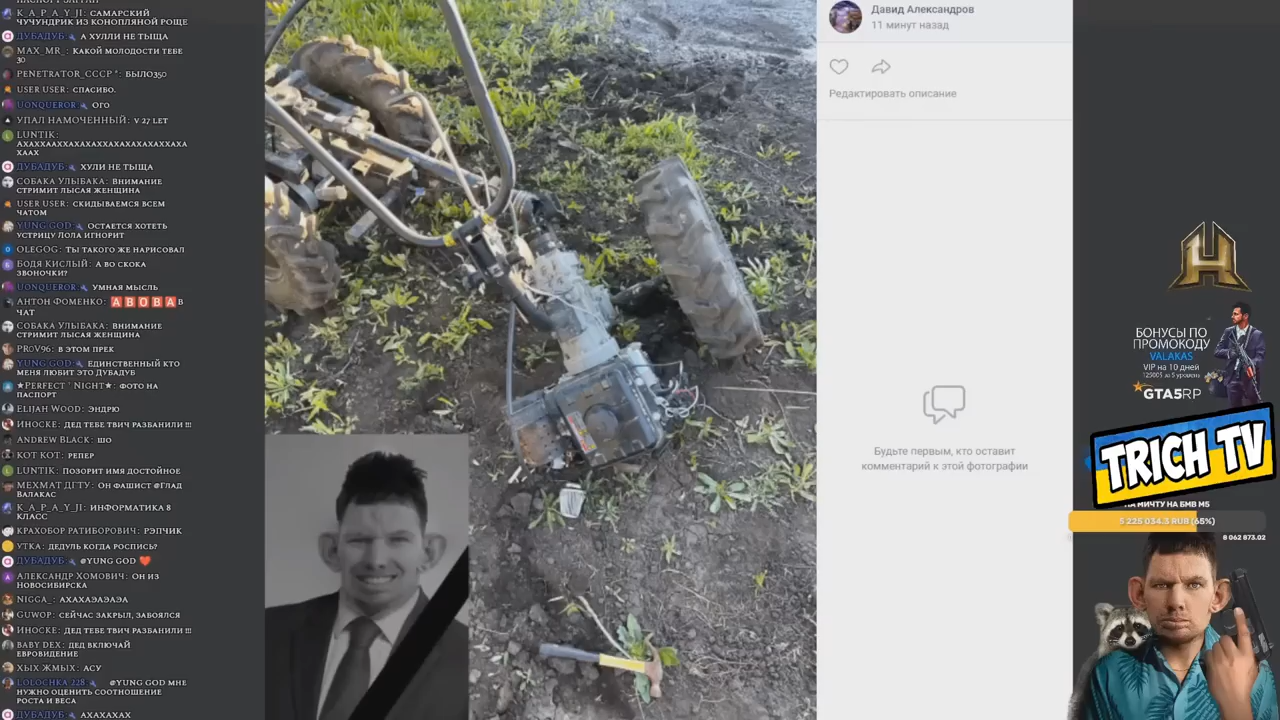 K_A_P_A_Y_JI: САМАРСКИЙ
ЧМУНДРИК ИЗ КОНОПЛЯНОЙ РОЩЕ
ДУБАДУБ: А ХУЛЛИ НЕ ТЫЩА
MAX_MR_: КАКОЙ МОЛОДОСТИ ТЕБЕ
30
PENETRATOR_CCCP *: БЫЛО350
USER USER: СПАСИБО.
UONQUEROR: ОГО
УПАЛ НАМОЧЕННЫЙ: V 27 LET
LUNTIK:
АХАХХААХХАХАХХАХАХАХАХАХХАХА
ХААХ
ДУБАДУБ: ХУЛИ НЕ ТЫЩА
СОБАКА УЛЫБАКА: ВНИМАНИЕ
СТРИМИТ ЛЫСАЯ ЖЕНЩИНА
USER USER: СКИДЫВАЕМСЯ ВСЕМ
ЧАТОМ
YUNG GOD: ОСТАЕТСЯ ХОТЕТЬ
УСТРИЦУ ЛОЛА ИГНОРИТ
OLEGOG: ТЫ ТАКОГО ЖЕ НАРИСОВАЛ
БОДЯ КИСЛЫЙ: А ВО СКОКА
ЗВОНОЧКИ?
UONQUEROR: УМНАЯ МЫСЛЬ
АНТОН ФОМЕНКО: АВОВА В
ЧАТ
СОБАКА УЛЫБАКА: ВНИМАНИЕ
СТРИМИТ ЛЫСАЯ ЖЕНЩИНА
PROV96: В ЭТОМ ПРЕК
YUNG GOD: ЕДИНСТВЕННЫЙ КТО
МЕНЯ ЛЮБИТ ЭТО ДУБАДУБ
★PERFECT NIGHT★: ФОТО НА
ПАСПОРТ
ELIJAH WOOD: ЭНДРЮ
ИНОСКЕ: ДЕД ТЕБЕ ТВИЧ РАЗБАНИЛИ !!!
ANDREW BLACK: ШО
КОТ КОТ: РЕПЕР
LUNTIK: ПОЗОРИТ ИМЯ ДОСТОЙНОЕ
МЕХМАТ ДГТУ: ОН ФАШИСТ @ГЛАД
ВАЛАКАС
K_A_P_A_Y_JI: ИНФОРМАТИКА 8
КЛАСС
КРАХОБОР РАТИБОРОВИЧ: РЭПЧИК
УТКА: ДЕДУЛЬ КОГДА РОСПИСЬ?
ДУБАДУБ: @YUNG GOD ❤️
АЛЕКСАНДР ХОМОВИЧ: ОН ИЗ
НОВОСИБИРСКА
NIGGA_: АХАХАЭАЭАЭА
GUWOP: СЕЙЧАС ЗАКРЫЛ, ЗАБОЯЛСЯ
ИНОСКЕ: ДЕД ТЕБЕ ТВИЧ РАЗБАНИЛИ !!!
BABY DEX: ДЕД ВКЛЮЧАЙ
ЕВРОВИДЕНИЕ
ХЫХ ЖМЫХ: АСУ
LOLOCHKA 228: @YUNG GOD МНЕ
НУЖНО ОЦЕНИТЬ СООТНОШЕНИЕ
РОСТА И ВЕСА
ДУБАДУБ: АХАХАХАХ
Давид Александров
11 минут назад
Редактировать описание
Будьте первым, кто оставит
комментарий к этой фотографии
БОНУСЫ ПО
ПРОМОКОДУ
VALAKAS
VIP на 10 дней
12500$ за 5 уровень
GTA5RP
TRICH TV
НА МИЧТУ НА БМВ М5
5 225 034.3 RUB (65%)
8 062 873.02